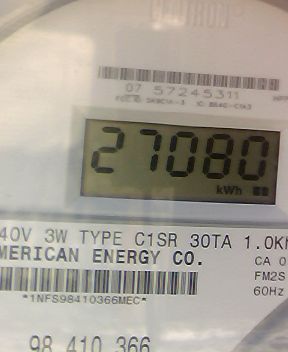 07 57245311
27080
kWh
40V 3W TYPE C1SR 30TA 1.0Kh
MERICAN ENERGY CO.
CA 0
FM2S
60Hz
*1NFS98410366MEC*
98 410 366